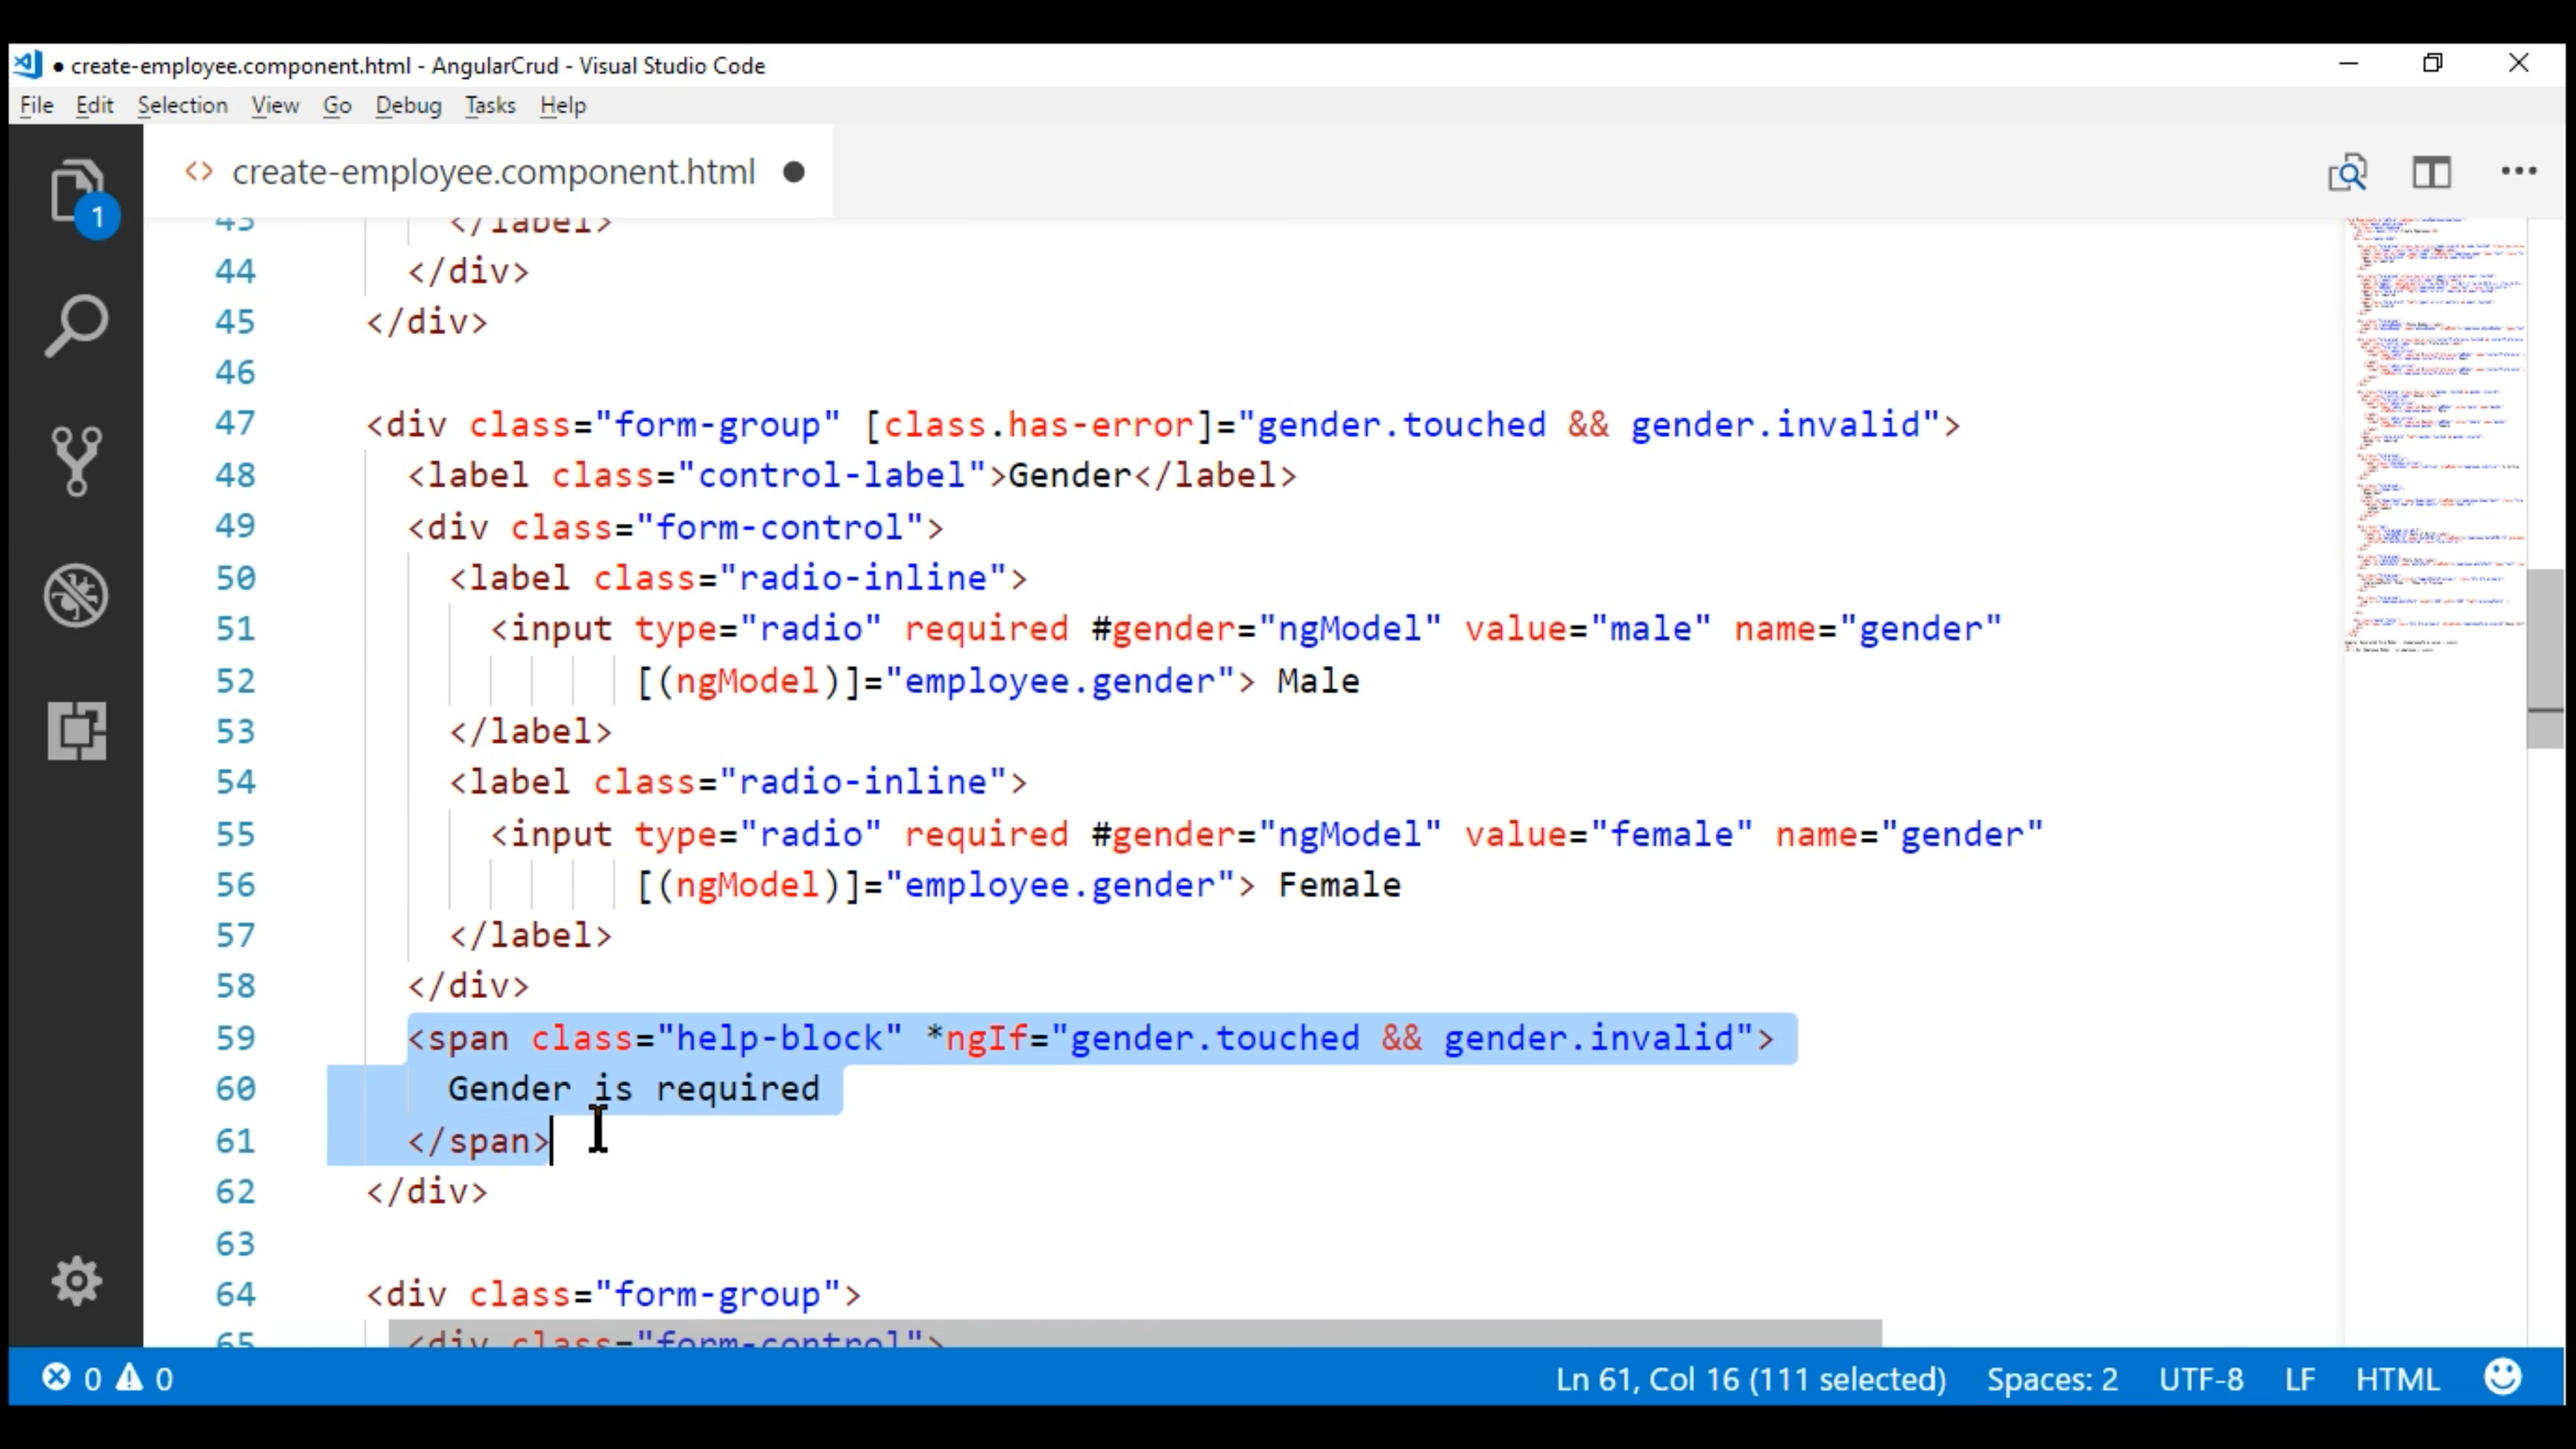 ● create-employee.component.html - AngularCrud - Visual Studio Code
File Edit Selection View Go Debug Tasks Help
<> create-employee.component.html ●
1
43 </label>
44 </div>
45 </div>
46
47 <div class="form-group" [class.has-error]="gender.touched && gender.invalid">
48 <label class="control-label">Gender</label>
49 <div class="form-control">
50 <label class="radio-inline">
51 <input type="radio" required #gender="ngModel" value="male" name="gender"
52 [(ngModel)]="employee.gender"> Male
53 </label>
54 <label class="radio-inline">
55 <input type="radio" required #gender="ngModel" value="female" name="gender"
56 [(ngModel)]="employee.gender"> Female
57 </label>
58 </div>
59 <span class="help-block" *ngIf="gender.touched && gender.invalid">
60 Gender is required
61 </span>
62 </div>
63
64 <div class="form-group">
65 <div class="form-control">
0 0 Ln 61, Col 16 (111 selected) Spaces: 2 UTF-8 LF HTML